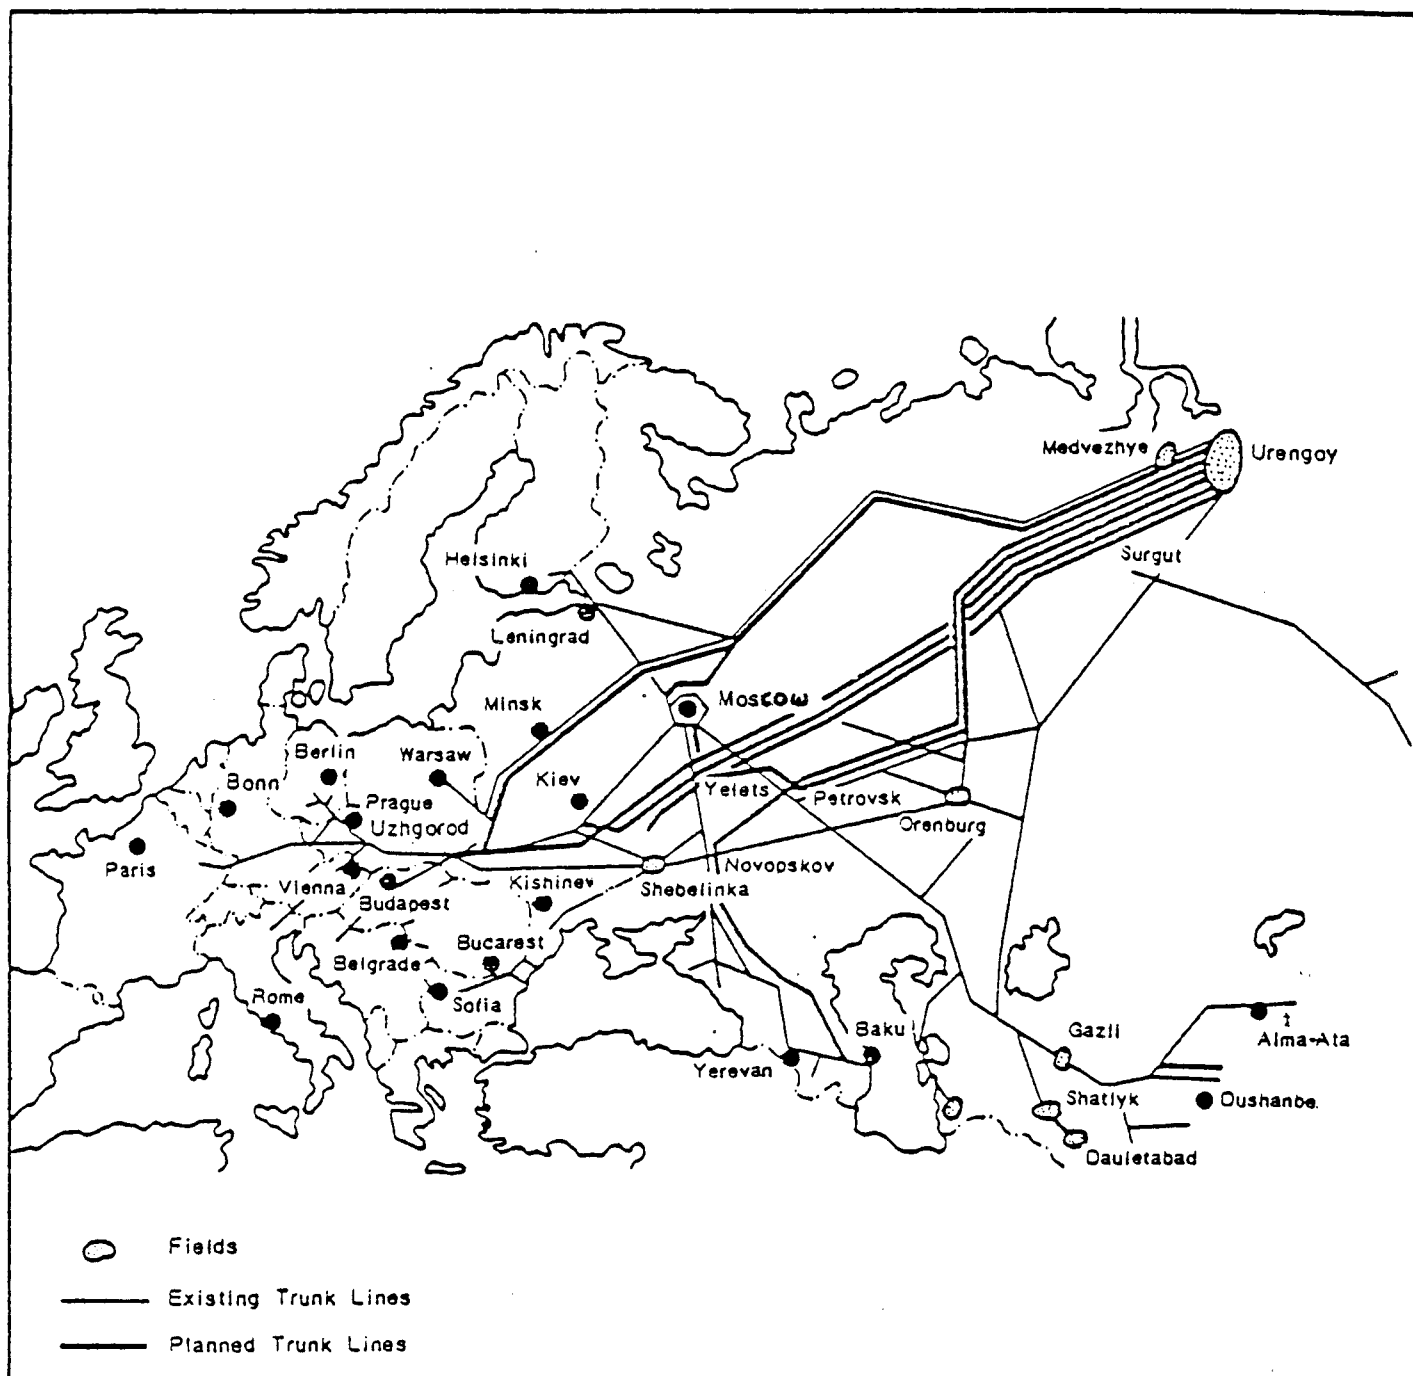 Medvezhye
Urengoy
Surgut
Helsinki
Leningrad
Minsk
Moscow
Berlin
Warsaw
Kiev
Bonn
Yelets
Petrovsk
Prague
Uzhgorod
Orenburg
Paris
Vienna
Budapest
Kishinev
Shebelinka
Novopskov
Bucarest
Belgrade
Sofia
Rome
Baku
Yerevan
Gazli
Alma-Ata
Shatlyk
Dushanbe
Dauletabad
Fields
Existing Trunk Lines
Planned Trunk Lines